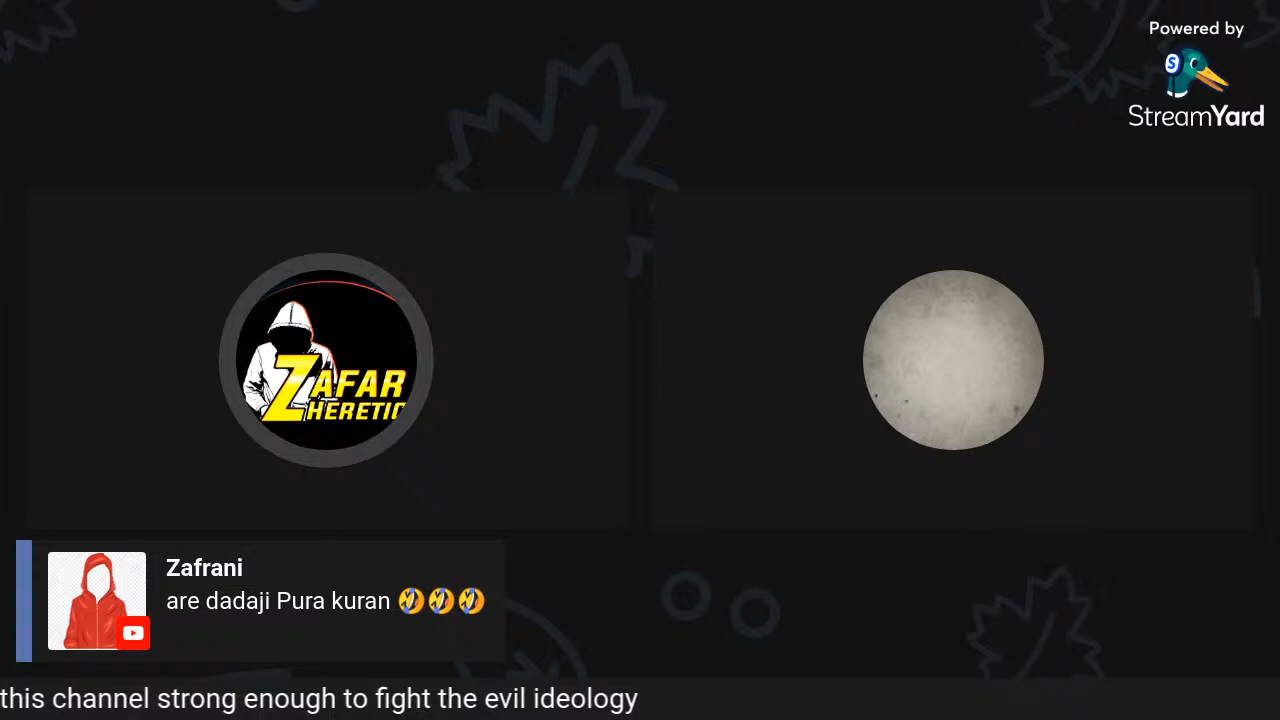 Powered by
StreamYard
ZAFAR
HERETIC
Zafrani
are dadaji Pura kuran 🤣🤣🤣
this channel strong enough to fight the evil ideology